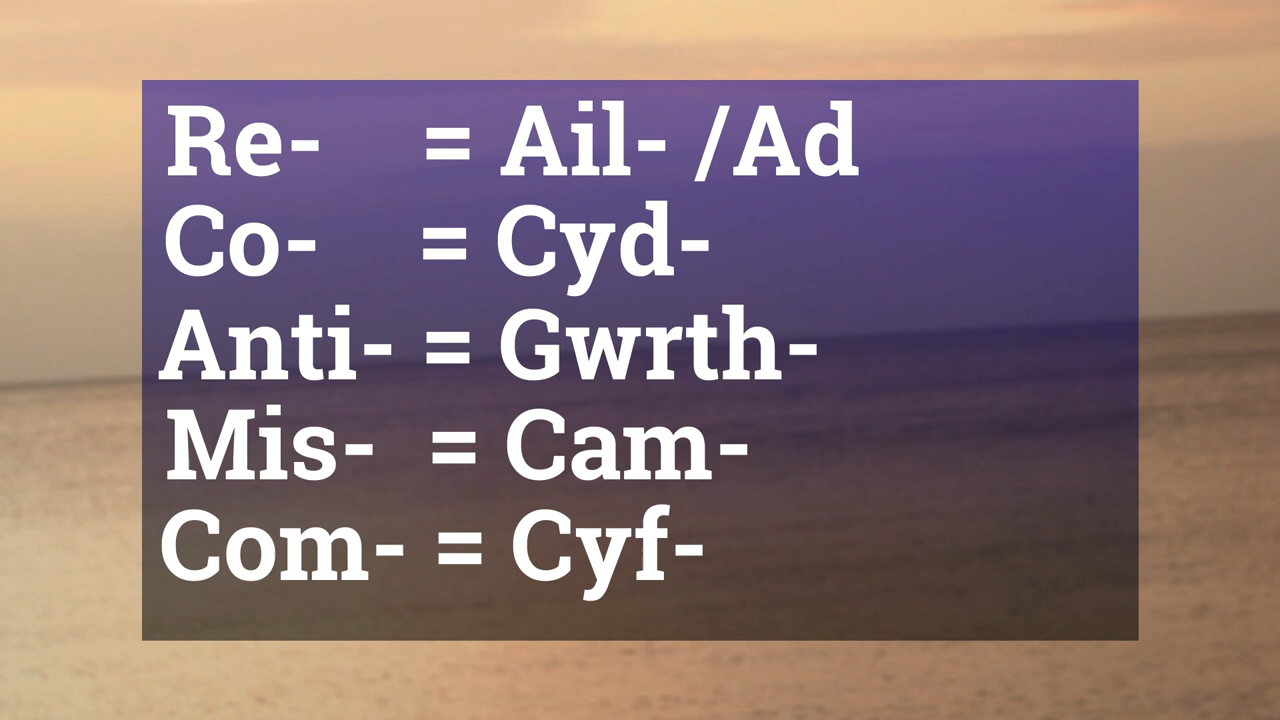 Re- = Ail- /Ad
Co- = Cyd-
Anti- = Gwrth-
Mis- = Cam-
Com- = Cyf-